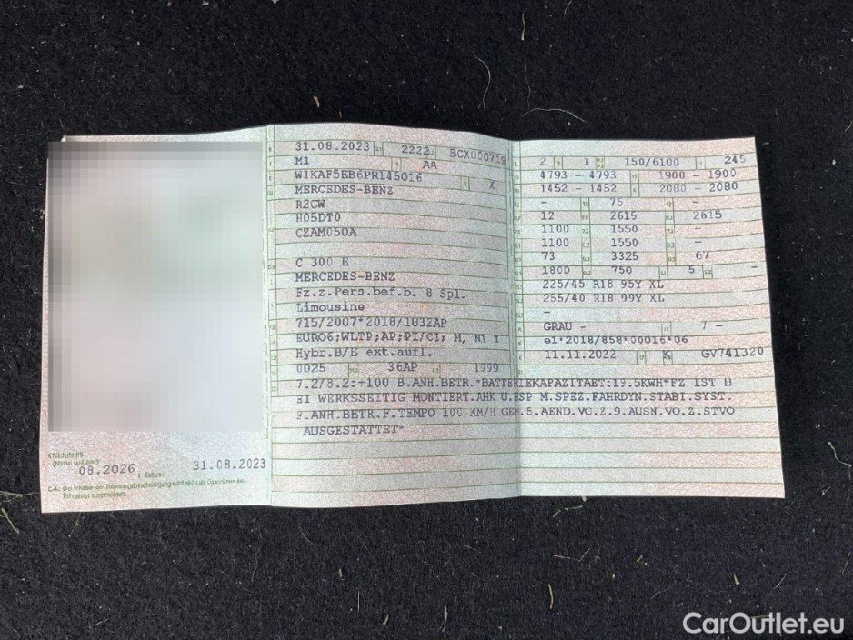 31.08.2023 2222 5CX000719
M1 AA
W1KAF5EB6PR145016 X
MERCEDES-BENZ
R2CW
H05DT0
CZAM050A
C 300 E
MERCEDES-BENZ
Fz.z.Pers.bef.b. 8 Spl.
Limousine
715/2007*2018/1832AP
EURO6;WLTP;AP;PI/CI; M, N1 I
Hybr.B/E ext.aufl.
0025 36AP 1999
2 1 150/6100 245
4793 - 4793 1900 - 1900
1452 - 1452 2080 - 2080
- 75 -
12 2615 2615
1100 1550 -
1100 1550 -
73 3325 67
1800 750 5 -
225/45 R18 95Y XL
255/40 R18 99Y XL
-
GRAU - 7 -
e1*2018/858*00016*06
11.11.2022 K GV741320
7.2/8.2:+100 B.ANH.BETR.*BATTERIEKAPAZITAET:19.5KWH*FZ IST B
BI WERKSSEITIG MONTIERT.AHK U.ESP M.SPEZ.FAHRDYN.STABI.SYST.
F.ANH.BETR.F.TEMPO 100 KM/H GEM.5.AEND.VO.Z.9.AUSN.VO.Z.STVO
AUSGESTATTET*
08.2026 31.08.2023
CarOutlet.eu